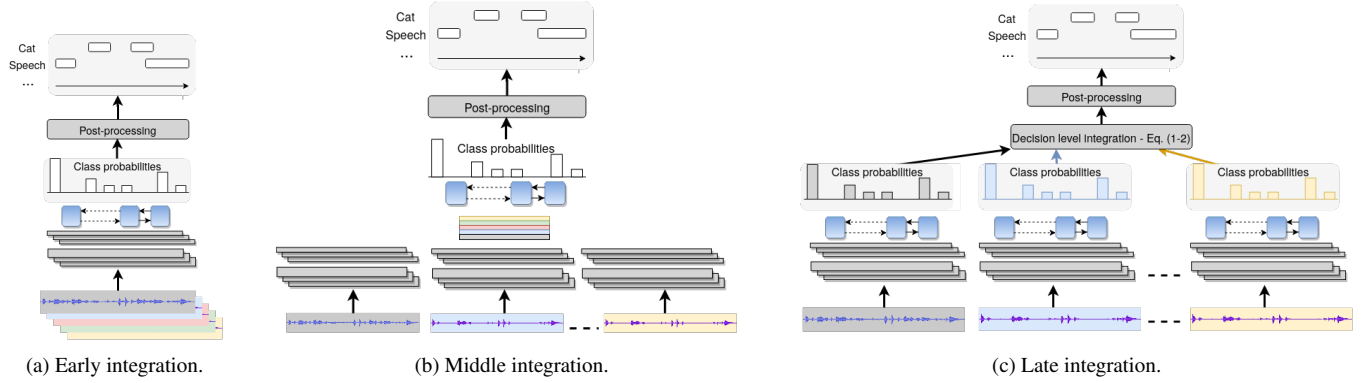 Cat
Speech
...
Post-processing
Class probabilities
(a) Early integration.
Cat
Speech
...
Post-processing
Class probabilities
(b) Middle integration.
Cat
Speech
...
Post-processing
Decision level integration - Eq. (1-2)
Class probabilities
Class probabilities
Class probabilities
(c) Late integration.